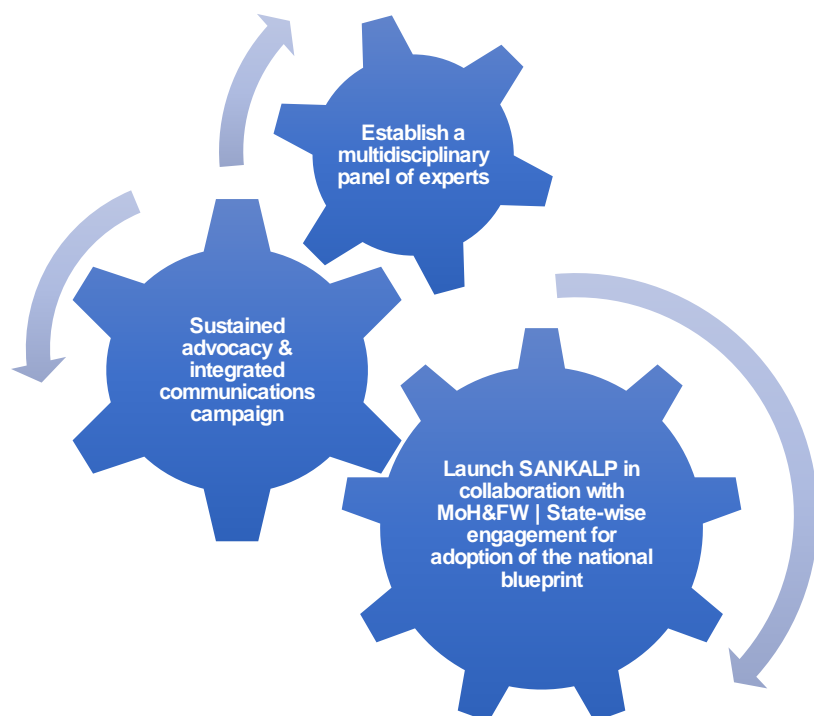 Establish a
multidisciplinary
panel of experts
Sustained
advocacy &
integrated
communications
campaign
Launch SANKALP in
collaboration with
MoH&FW | State-wise
engagement for
adoption of the national
blueprint